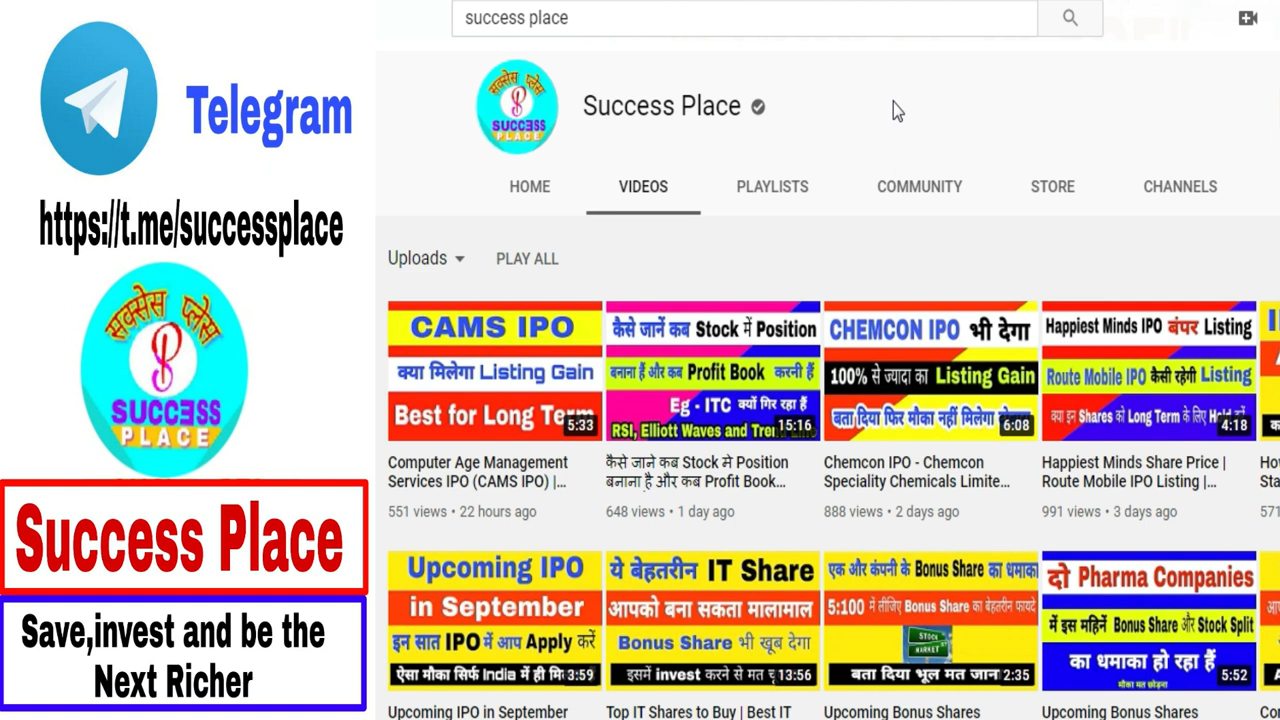 Telegram
https://t.me/successplace
सक्सेस प्लेस
SUCCESS
PLACE
Success Place
Save,invest and be the
Next Richer
success place
सक्सेस प्लेस
SUCCESS
PLACE
Success Place
HOME VIDEOS PLAYLISTS COMMUNITY STORE CHANNELS
Uploads PLAY ALL
CAMS IPO
क्या मिलेगा Listing Gain
Best for Long Term
5:33
Computer Age Management
Services IPO (CAMS IPO) |...
551 views • 22 hours ago
कैसे जानें कब Stock में Position
बनाना हैं और कब Profit Book करनी हैं
Eg - ITC क्यों गिर रहा हैं
RSI, Elliott Waves and Trend
15:16
कैसे जाने कब Stock मे Position
बनाना है और कब Profit Book...
648 views • 1 day ago
CHEMCON IPO भी देगा
100% से ज्यादा का Listing Gain
बता दिया फिर मौका नहीं मिलेगा
6:08
Chemcon IPO - Chemcon
Speciality Chemicals Limite...
888 views • 2 days ago
Happiest Minds IPO बंपर Listing
Route Mobile IPO कैसी रहेगी Listing
क्या इन Shares को Long Term के लिए
4:18
Happiest Minds Share Price |
Route Mobile IPO Listing |...
991 views • 3 days ago
Upcoming IPO
in September
इन सात IPO में आप Apply करें
ऐसा मौका सिर्फ India में ही
3:59
Upcoming IPO in September
ये बेहतरीन IT Share
आपको बना सकता मालामाल
Bonus Share भी खूब देगा
इसमें invest करने से मत
13:56
Top IT Shares to Buy | Best IT
एक और कंपनी के Bonus Share का धमाका
5:100 में लीजिए Bonus Share का बेहतरीन फायदे
STOCK
MARKET
बता दिया भूल मत जान
2:35
Upcoming Bonus Shares
दो Pharma Companies
में इस महिनें Bonus Share और Stock Split
का धमाका हो रहा हैं
मौका मत छोड़ना
5:52
Upcoming Bonus Shares
Ho
Sta
571